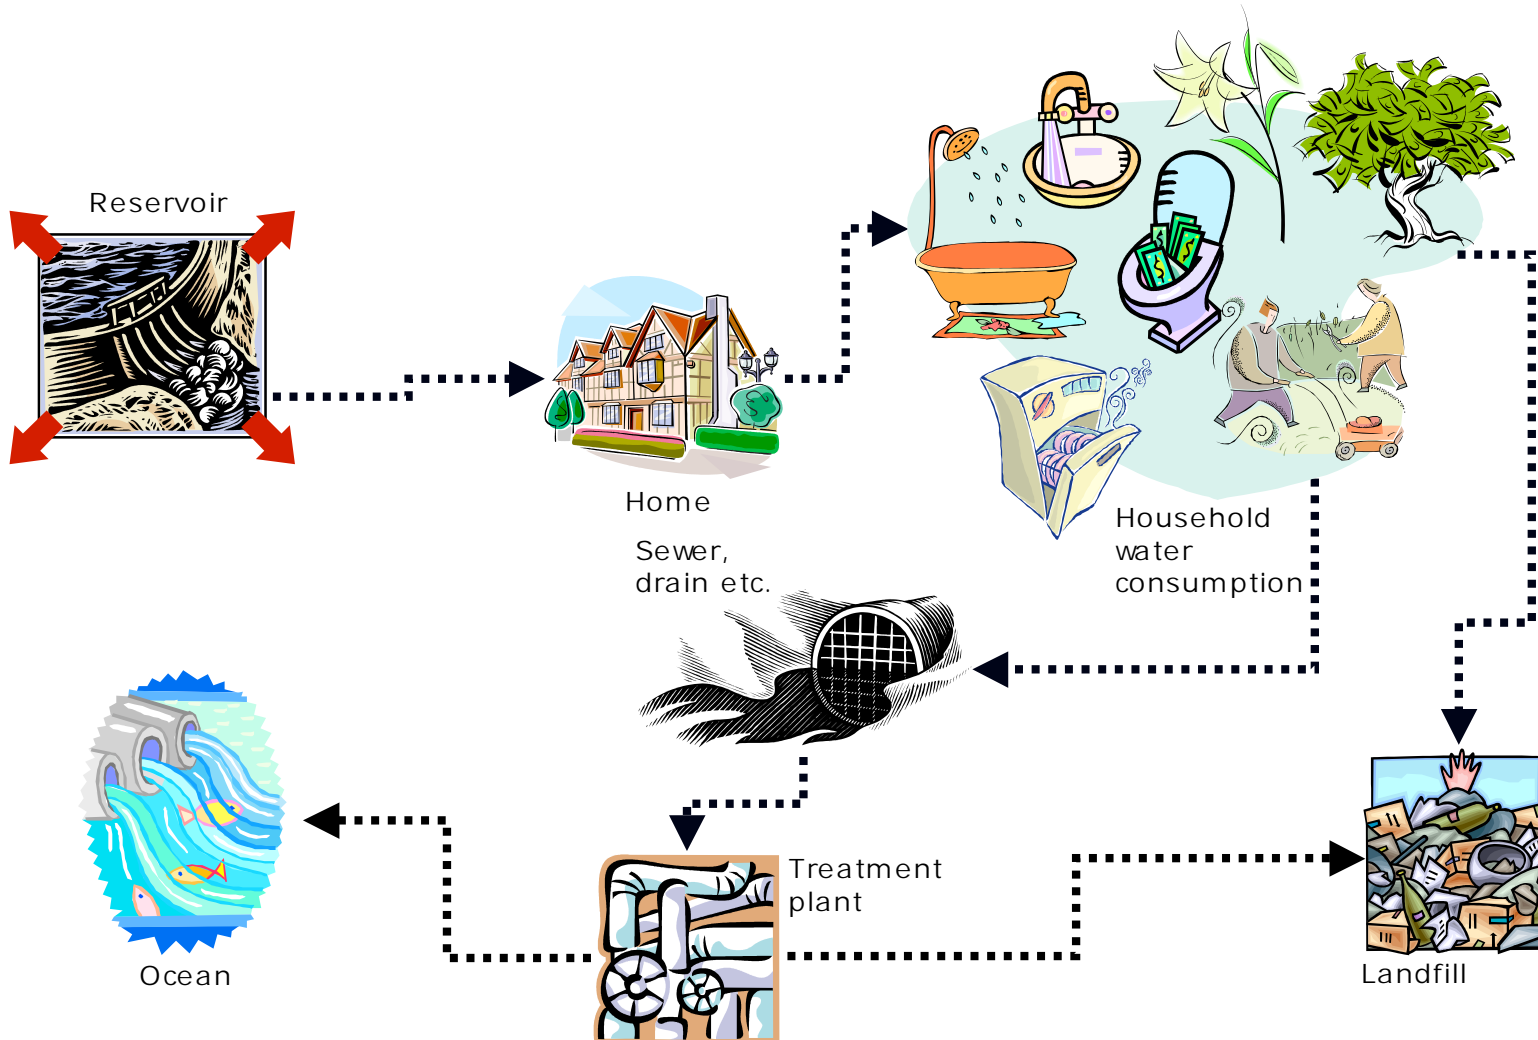 Reservoir
Home
Household
water
consumption
Sewer,
drain etc.
Treatment
plant
Ocean
Landfill